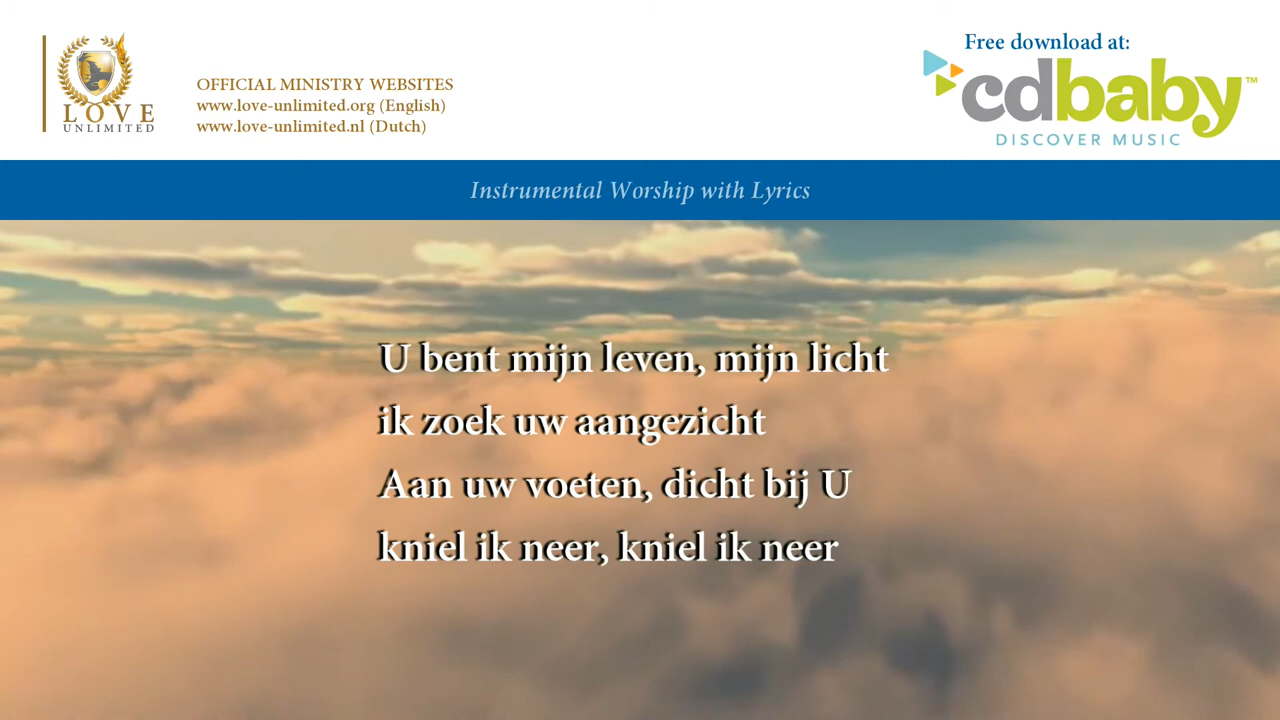 LOVE
UNLIMITED
OFFICIAL MINISTRY WEBSITES
www.love-unlimited.org (English)
www.love-unlimited.nl (Dutch)
Free download at:
cdbaby™
DISCOVER MUSIC
Instrumental Worship with Lyrics
U bent mijn leven, mijn licht
ik zoek uw aangezicht
Aan uw voeten, dicht bij U
kniel ik neer, kniel ik neer